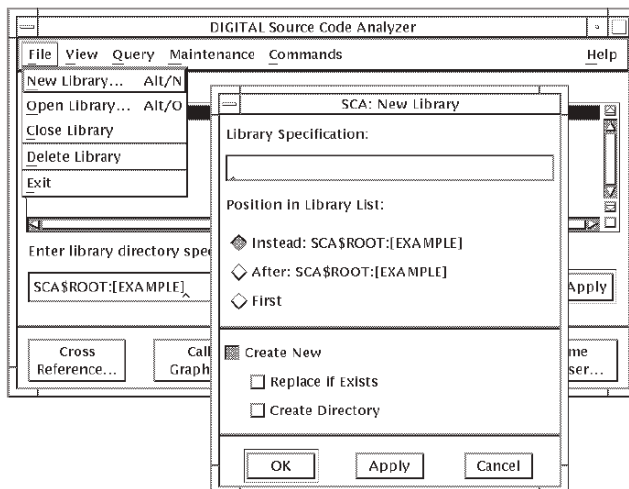 DIGITAL Source Code Analyzer
File View Query Maintenance Commands Help
New Library... Alt/N
Open Library... Alt/O
Close Library
Delete Library
Exit
Enter library directory
SCA$ROOT:[EXAMPLE]
Apply
Cross
Reference...
Call
Graph
SCA: New Library
Library Specification:
Position in Library List:
Instead: SCA$ROOT:[EXAMPLE]
After: SCA$ROOT:[EXAMPLE]
First
Create New
Replace if Exists
Create Directory
OK Apply Cancel